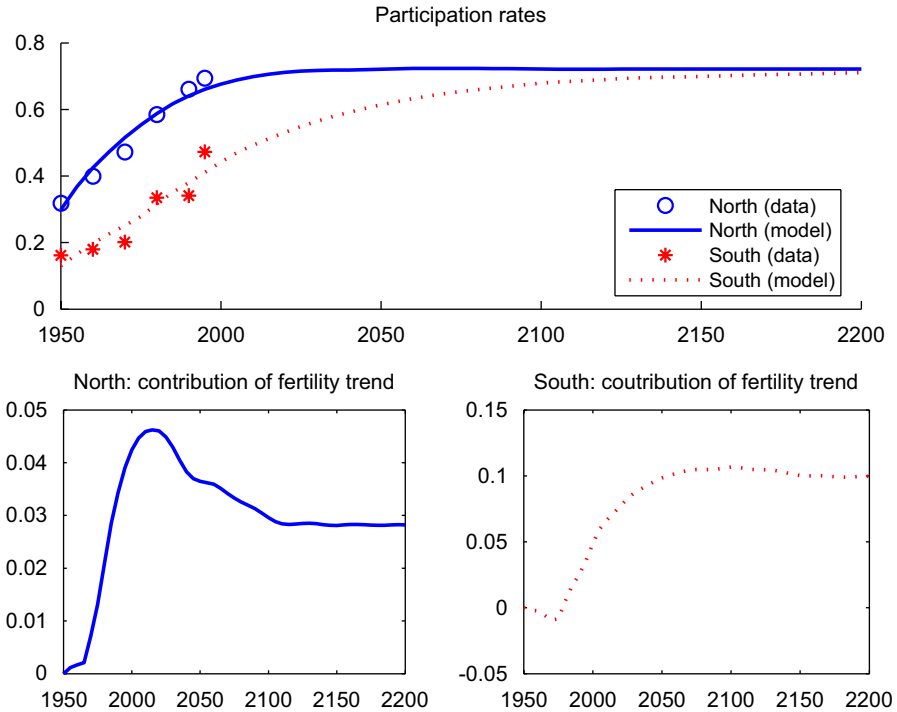 Participation rates
0.8
0.6
0.4
0.2
0
1950 2000 2050 2100 2150 2200
North (data)
North (model)
South (data)
South (model)
North: contribution of fertility trend
0.05
0.04
0.03
0.02
0.01
0
1950 2000 2050 2100 2150 2200
South: coutribution of fertility trend
0.15
0.1
0.05
0
-0.05
1950 2000 2050 2100 2150 2200